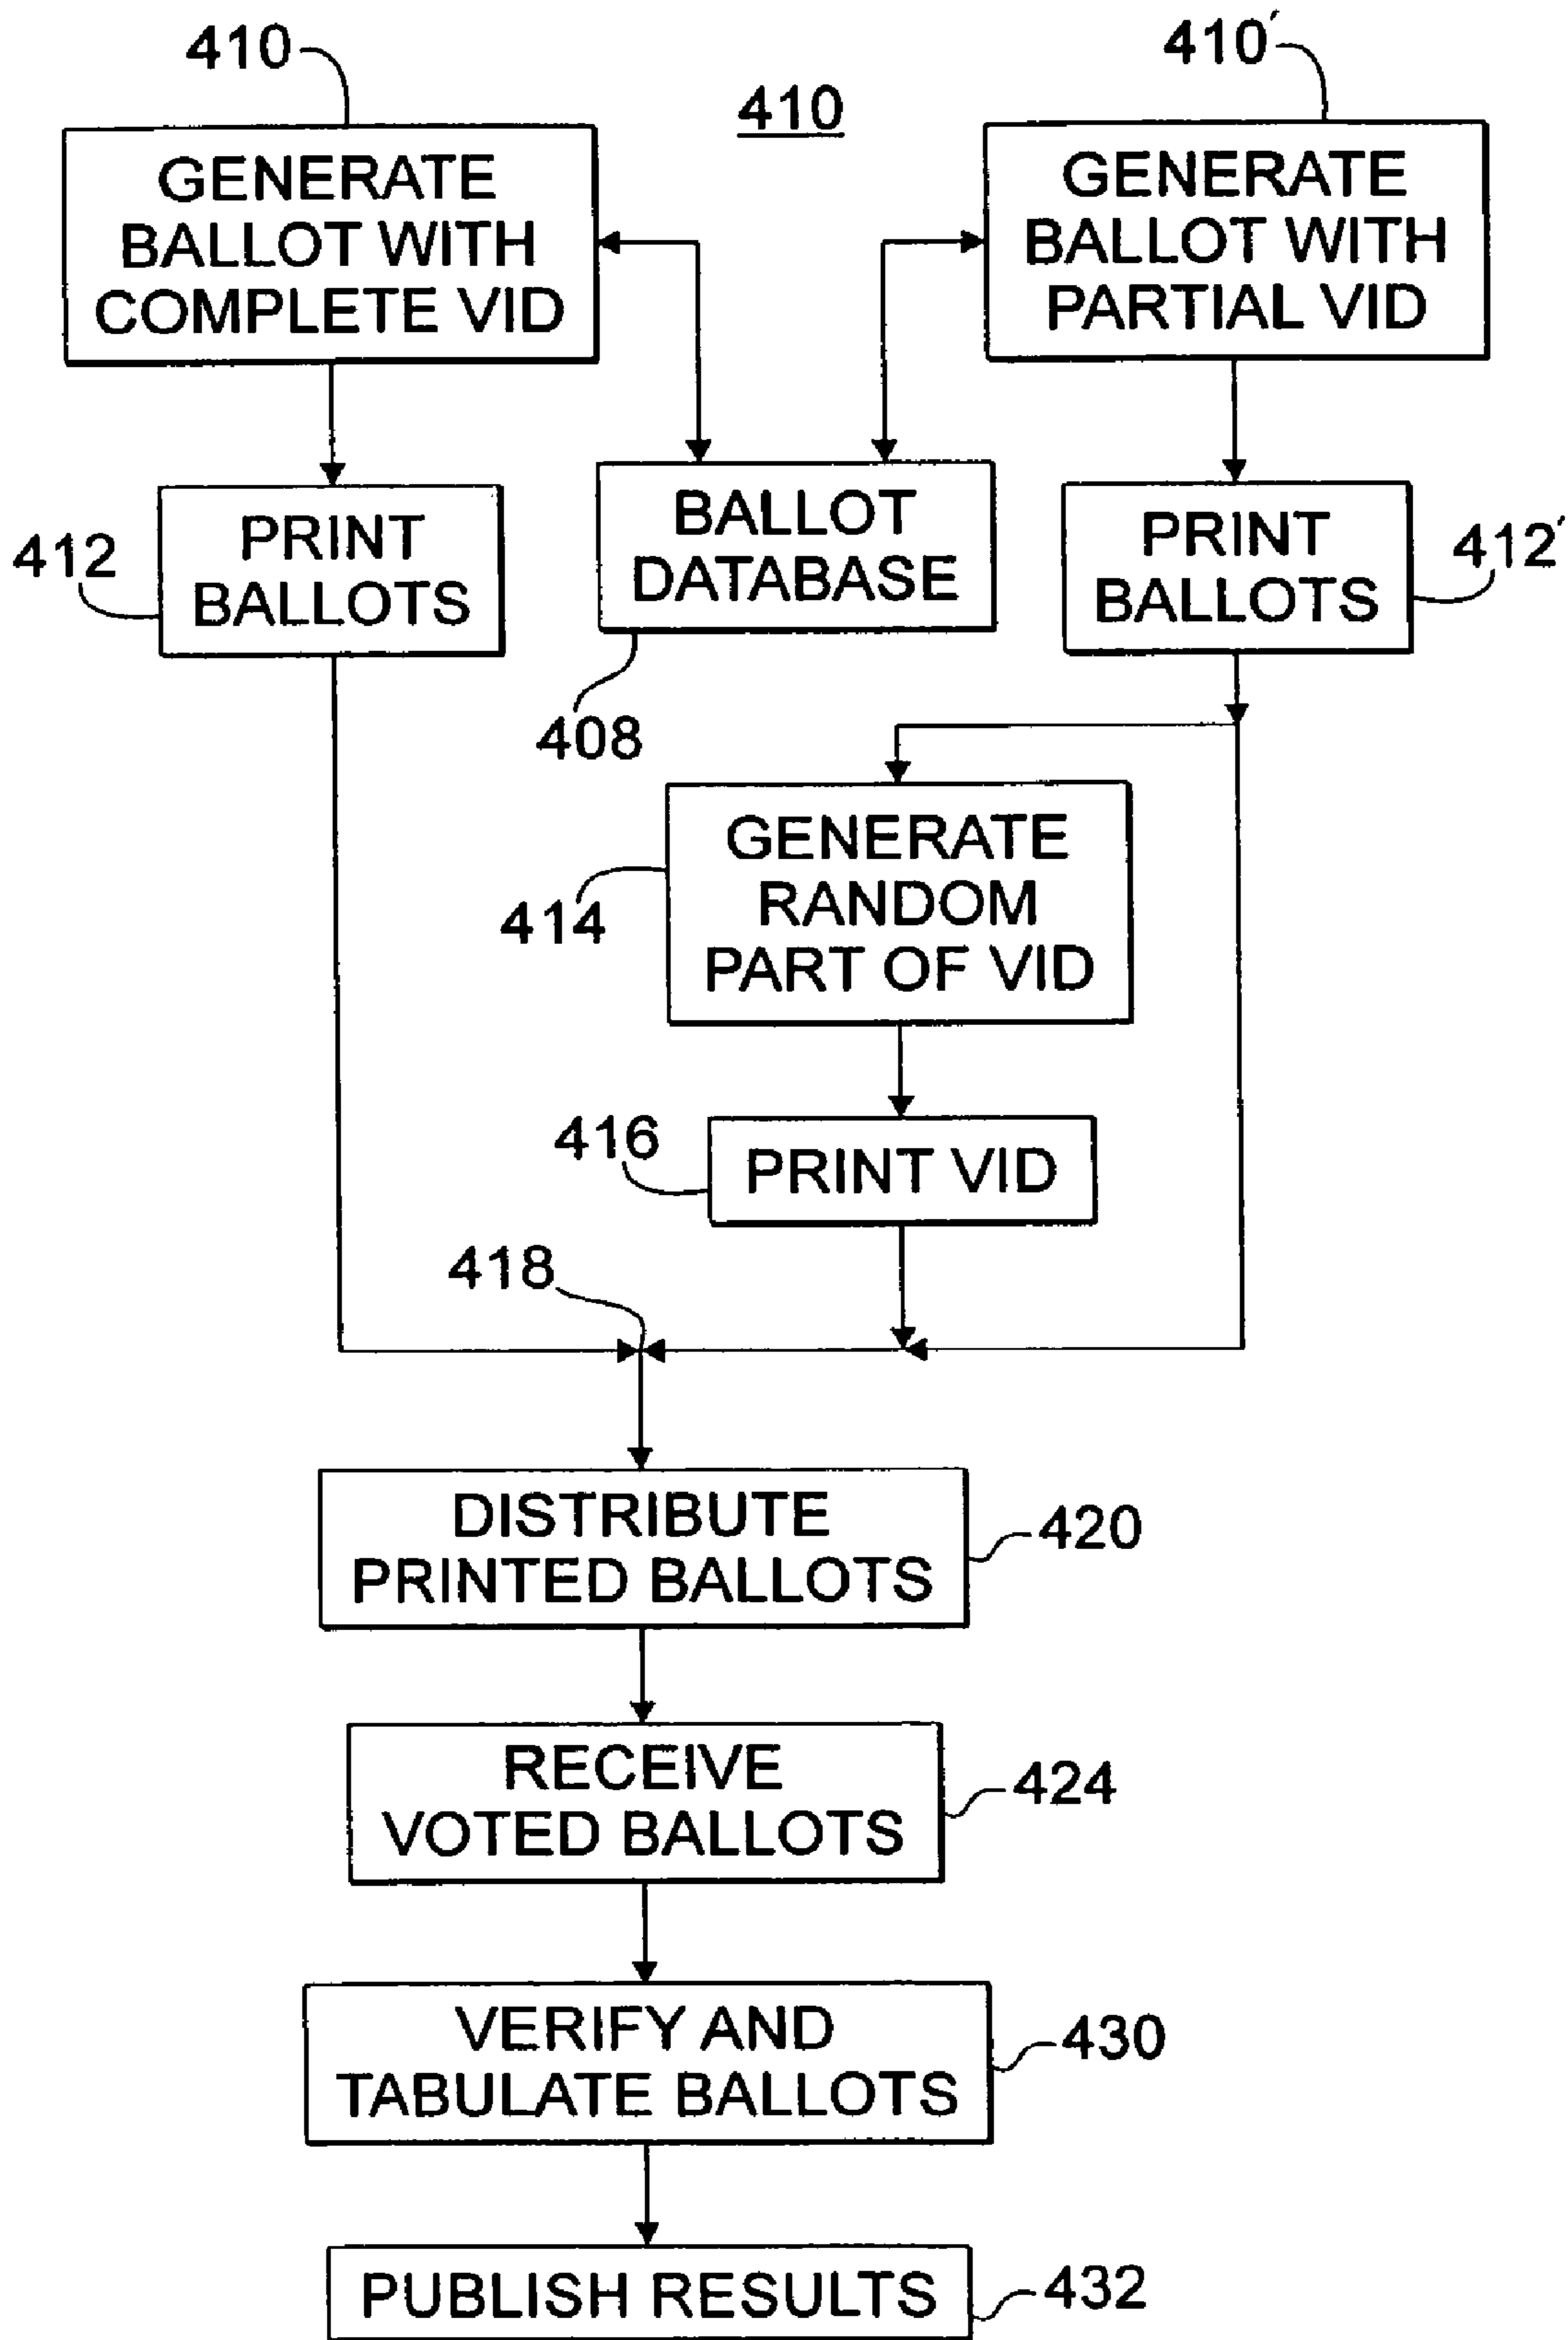 410
410
410′
GENERATE
BALLOT WITH
COMPLETE VID
GENERATE
BALLOT WITH
PARTIAL VID
412
PRINT
BALLOTS
BALLOT
DATABASE
PRINT
BALLOTS
412′
408
414
GENERATE
RANDOM
PART OF VID
416
PRINT VID
418
DISTRIBUTE
PRINTED BALLOTS
420
RECEIVE
VOTED BALLOTS
424
VERIFY AND
TABULATE BALLOTS
430
PUBLISH RESULTS
432